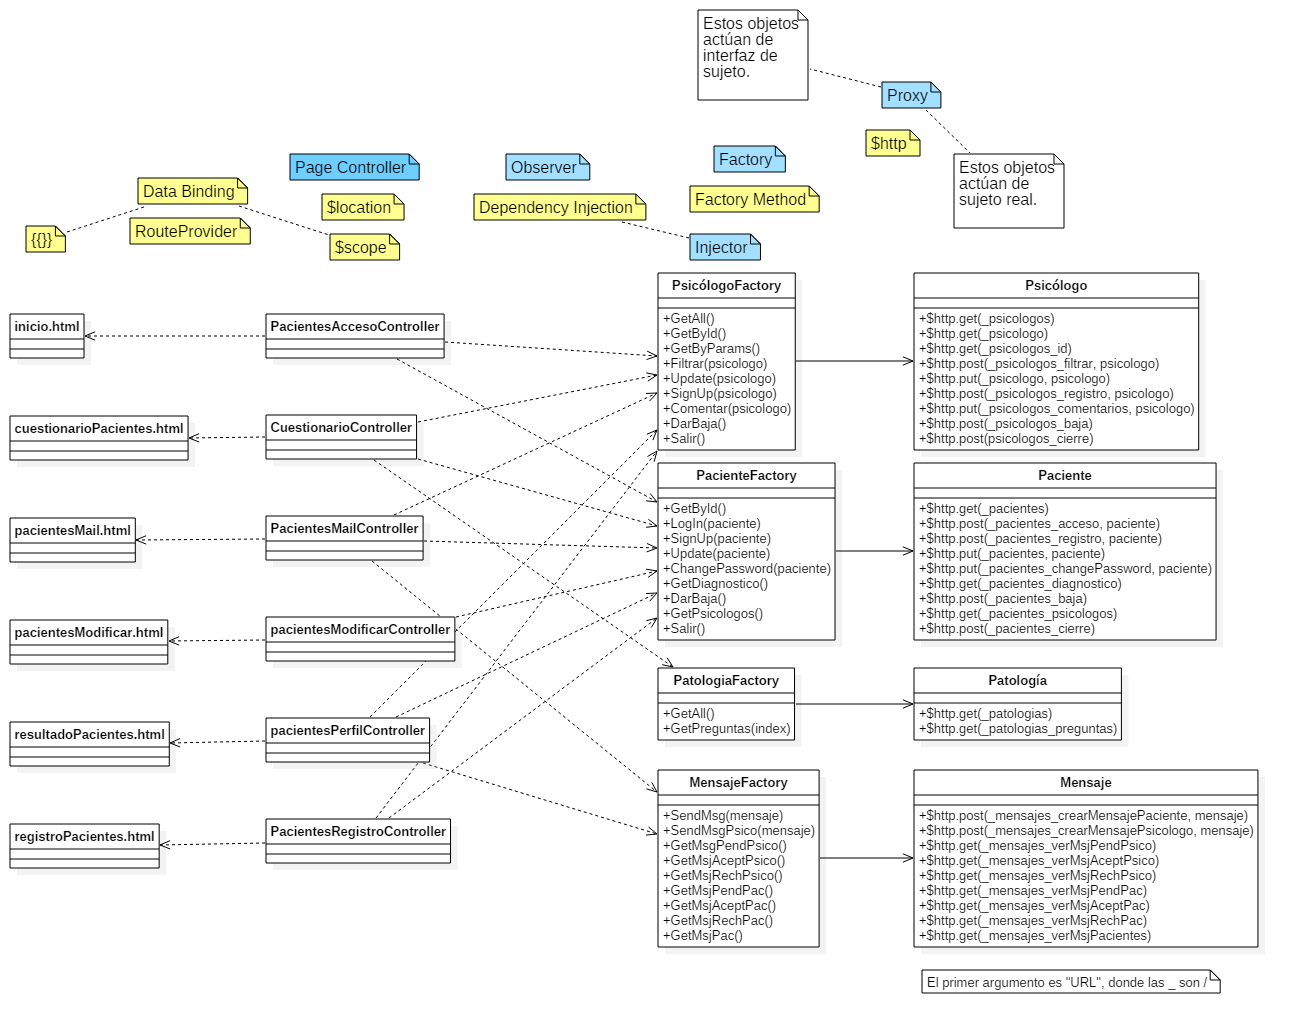 Estos objetos
actúan de
interfaz de
sujeto.
Proxy
$http
Estos objetos
actúan de
sujeto real.
Page Controller
Observer
Factory
Data Binding
$location
Dependency Injection
Factory Method
{{}}
RouteProvider
$scope
Injector
inicio.html
cuestionarioPacientes.html
pacientesMail.html
pacientesModificar.html
resultadoPacientes.html
registroPacientes.html
PacientesAccesoController
CuestionarioController
PacientesMailController
pacientesModificarController
pacientesPerfilController
PacientesRegistroController
PsicólogoFactory
+GetAll()
+GetById()
+GetByParams()
+Filtrar(psicologo)
+Update(psicologo)
+SignUp(psicologo)
+Comentar(psicologo)
+DarBaja()
+Salir()
PacienteFactory
+GetById()
+LogIn(paciente)
+SignUp(paciente)
+Update(paciente)
+ChangePassword(paciente)
+GetDiagnostico()
+DarBaja()
+GetPsicologos()
+Salir()
PatologiaFactory
+GetAll()
+GetPreguntas(index)
MensajeFactory
+SendMsg(mensaje)
+SendMsgPsico(mensaje)
+GetMsgPendPsico()
+GetMsjAceptPsico()
+GetMsjRechPsico()
+GetMsjPendPac()
+GetMsjAceptPac()
+GetMsjRechPac()
+GetMsjPac()
Psicólogo
+$http.get(_psicologos)
+$http.get(_psicologo)
+$http.get(_psicologos_id)
+$http.post(_psicologos_filtrar, psicologo)
+$http.put(_psicologo, psicologo)
+$http.post(_psicologos_registro, psicologo)
+$http.put(_psicologos_comentarios, psicologo)
+$http.post(_psicologos_baja)
+$http.post(psicologos_cierre)
Paciente
+$http.get(_pacientes)
+$http.post(_pacientes_acceso, paciente)
+$http.post(_pacientes_registro, paciente)
+$http.put(_pacientes, paciente)
+$http.put(_pacientes_changePassword, paciente)
+$http.get(_pacientes_diagnostico)
+$http.post(_pacientes_baja)
+$http.get(_pacientes_psicologos)
+$http.post(_pacientes_cierre)
Patología
+$http.get(_patologias)
+$http.get(_patologias_preguntas)
Mensaje
+$http.post(_mensajes_crearMensajePaciente, mensaje)
+$http.post(_mensajes_crearMensajePsicologo, mensaje)
+$http.get(_mensajes_verMsjPendPsico)
+$http.get(_mensajes_verMsjAceptPsico)
+$http.get(_mensajes_verMsjRechPsico)
+$http.get(_mensajes_verMsjPendPac)
+$http.get(_mensajes_verMsjAceptPac)
+$http.get(_mensajes_verMsjRechPac)
+$http.get(_mensajes_verMsjPacientes)
El primer argumento es "URL", donde las _ son /